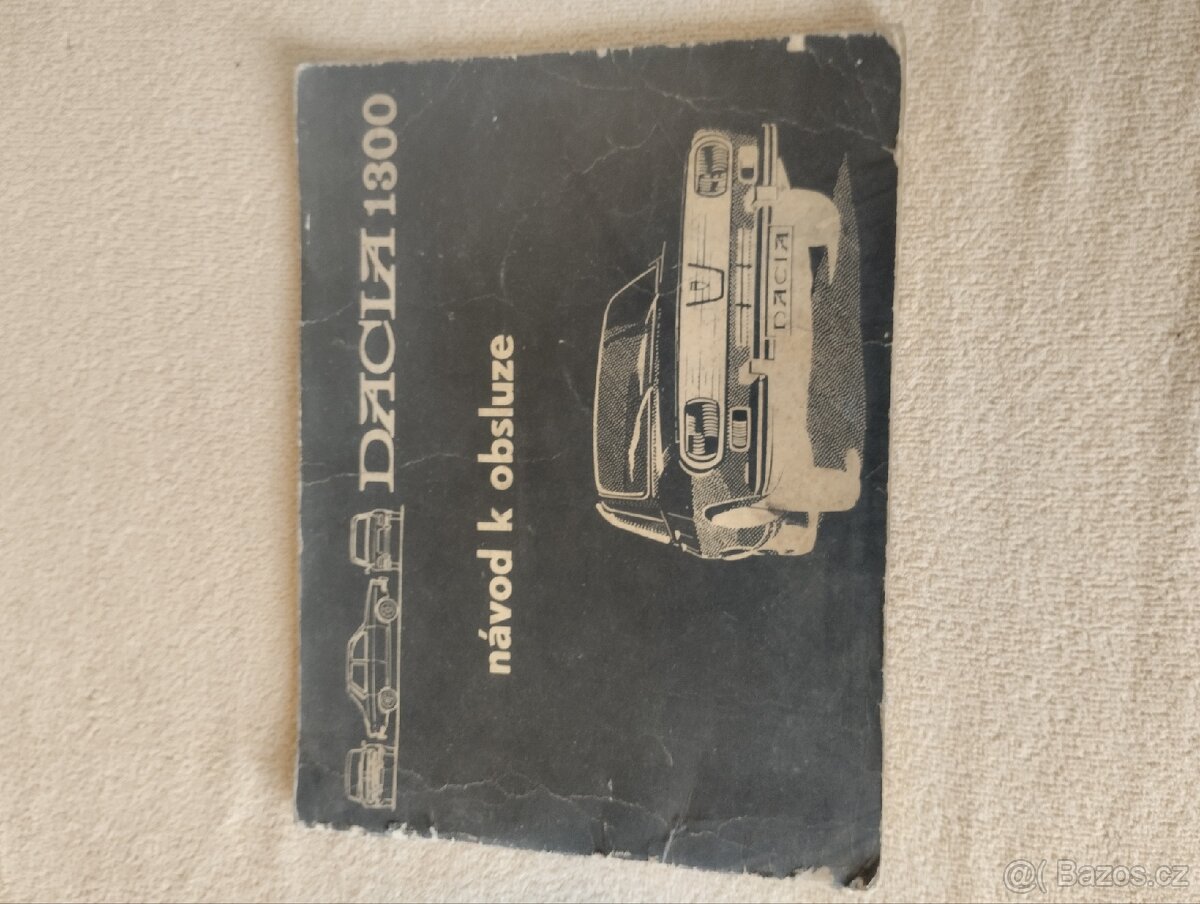 DACIA 1300
návod k obsluze
DACIA
@( Bazos.cz